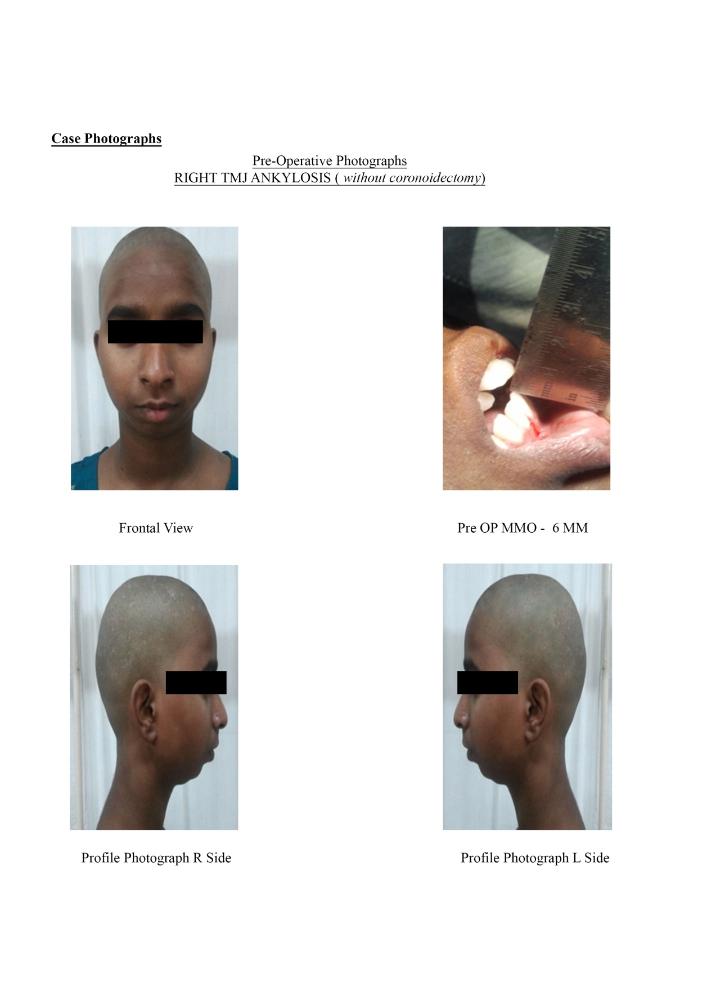 Case Photographs
Pre-Operative Photographs
RIGHT TMJ ANKYLOSIS ( without coronoidectomy)
5
4
3
2
mm
in
Frontal View
Pre OP MMO - 6 MM
Profile Photograph R Side
Profile Photograph L Side